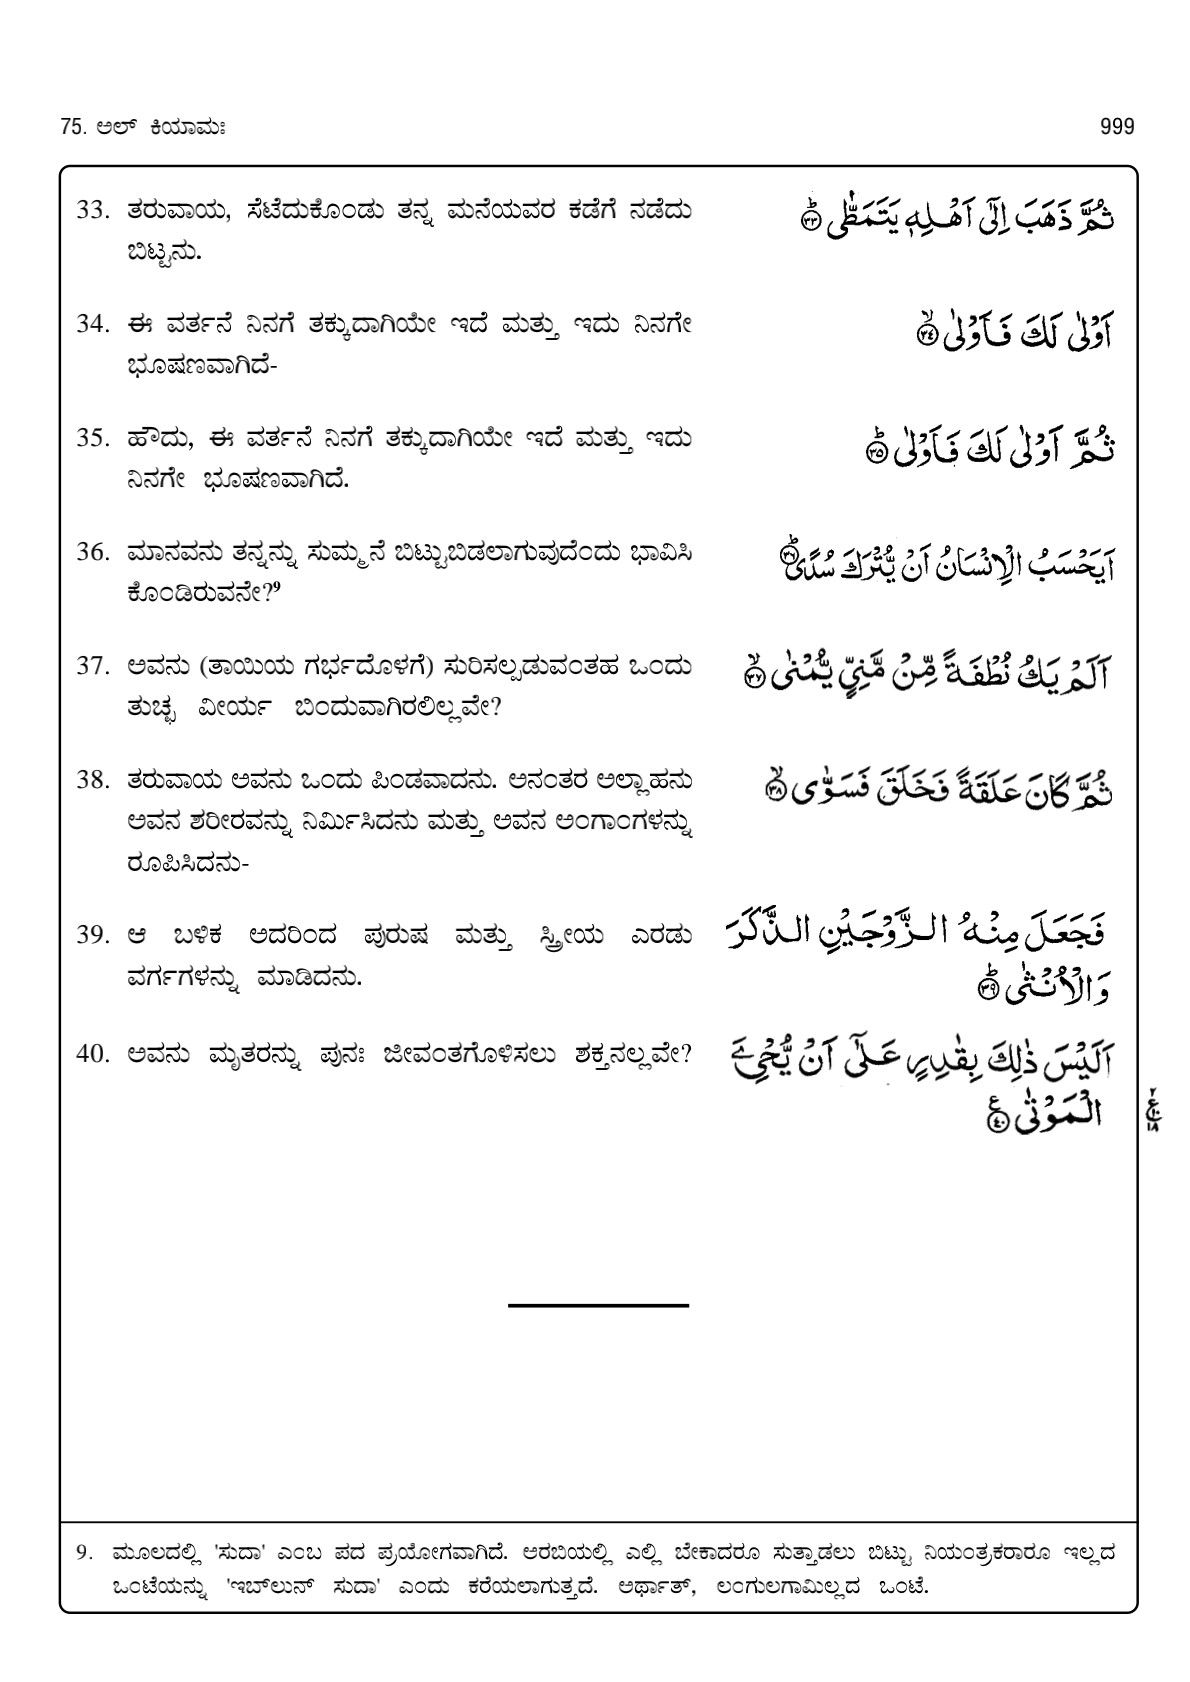 75. ಅಲ್ ಕಿಯಾಮಃ 999
33. ತರುವಾಯ, ಸೆಟೆದುಕೊಂಡು ತನ್ನ ಮನೆಯವರ ಕಡೆಗೆ ನಡೆದು
ಬಿಟ್ಟನು.
ثُمَّ ذَهَبَ اِلٰٓى اَهْلِهٖ يَتَمَطّٰى ﴿٣٣﴾ؕ
34. ಈ ವರ್ತನೆ ನಿನಗೆ ತಕ್ಕುದಾಗಿಯೇ ಇದೆ ಮತ್ತು ಇದು ನಿನಗೇ
ಭೂಷಣವಾಗಿದೆ-
اَوْلٰى لَكَ فَاَوْلٰى ﴿٣٤﴾ۙ
35. ಹೌದು, ಈ ವರ್ತನೆ ನಿನಗೆ ತಕ್ಕುದಾಗಿಯೇ ಇದೆ ಮತ್ತು ಇದು
ನಿನಗೇ ಭೂಷಣವಾಗಿದೆ.
ثُمَّ اَوْلٰى لَكَ فَاَوْلٰى ﴿٣٥﴾ؕ
36. ಮಾನವನು ತನ್ನನ್ನು ಸುಮ್ಮನೆ ಬಿಟ್ಟುಬಿಡಲಾಗುವುದೆಂದು ಭಾವಿಸಿ
ಕೊಂಡಿರುವನೇ?⁹
اَيَحْسَبُ الْاِنْسَانُ اَنْ يُّتْرَكَ سُدًى ﴿٣٦﴾ؕ
37. ಅವನು (ತಾಯಿಯ ಗರ್ಭದೊಳಗೆ) ಸುರಿಸಲ್ಪಡುವಂತಹ ಒಂದು
ತುಚ್ಛ ವೀರ್ಯ ಬಿಂದುವಾಗಿರಲಿಲ್ಲವೇ?
اَلَمْ يَكُ نُطْفَةً مِّنْ مَّنِيٍّ يُّمْنٰى ﴿٣٧﴾ۙ
38. ತರುವಾಯ ಅವನು ಒಂದು ಪಿಂಡವಾದನು. ಅನಂತರ ಅಲ್ಲಾಹನು
ಅವನ ಶರೀರವನ್ನು ನಿರ್ಮಿಸಿದನು ಮತ್ತು ಅವನ ಅಂಗಾಂಗಳನ್ನು
ರೂಪಿಸಿದನು-
ثُمَّ كَانَ عَلَقَةً فَخَلَقَ فَسَوّٰى ﴿٣٨﴾ۙ
39. ಆ ಬಳಿಕ ಅದರಿಂದ ಪುರುಷ ಮತ್ತು ಸ್ತ್ರೀಯ ಎರಡು
ವರ್ಗಗಳನ್ನು ಮಾಡಿದನು.
فَجَعَلَ مِنْهُ الزَّوْجَيْنِ الذَّكَرَ
وَالْاُنْثٰى ﴿٣٩﴾ؕ
40. ಅವನು ಮೃತರನ್ನು ಪುನಃ ಜೀವಂತಗೊಳಿಸಲು ಶಕ್ತನಲ್ಲವೇ?
اَلَيْسَ ذٰلِكَ بِقٰدِرٍ عَلٰٓى اَنْ يُّحْيِۦَ
الْمَوْتٰى ﴿٤٠﴾ع
9. ಮೂಲದಲ್ಲಿ 'ಸುದಾ' ಎಂಬ ಪದ ಪ್ರಯೋಗವಾಗಿದೆ. ಅರಬಿಯಲ್ಲಿ ಎಲ್ಲಿ ಬೇಕಾದರೂ ಸುತ್ತಾಡಲು ಬಿಟ್ಟು ನಿಯಂತ್ರಕರಾರೂ ಇಲ್ಲದ
ಒಂಟೆಯನ್ನು 'ಇಬ್‌ಲುನ್ ಸುದಾ' ಎಂದು ಕರೆಯಲಾಗುತ್ತದೆ. ಅರ್ಥಾತ್, ಲಂಗುಲಗಾಮಿಲ್ಲದ ಒಂಟೆ.